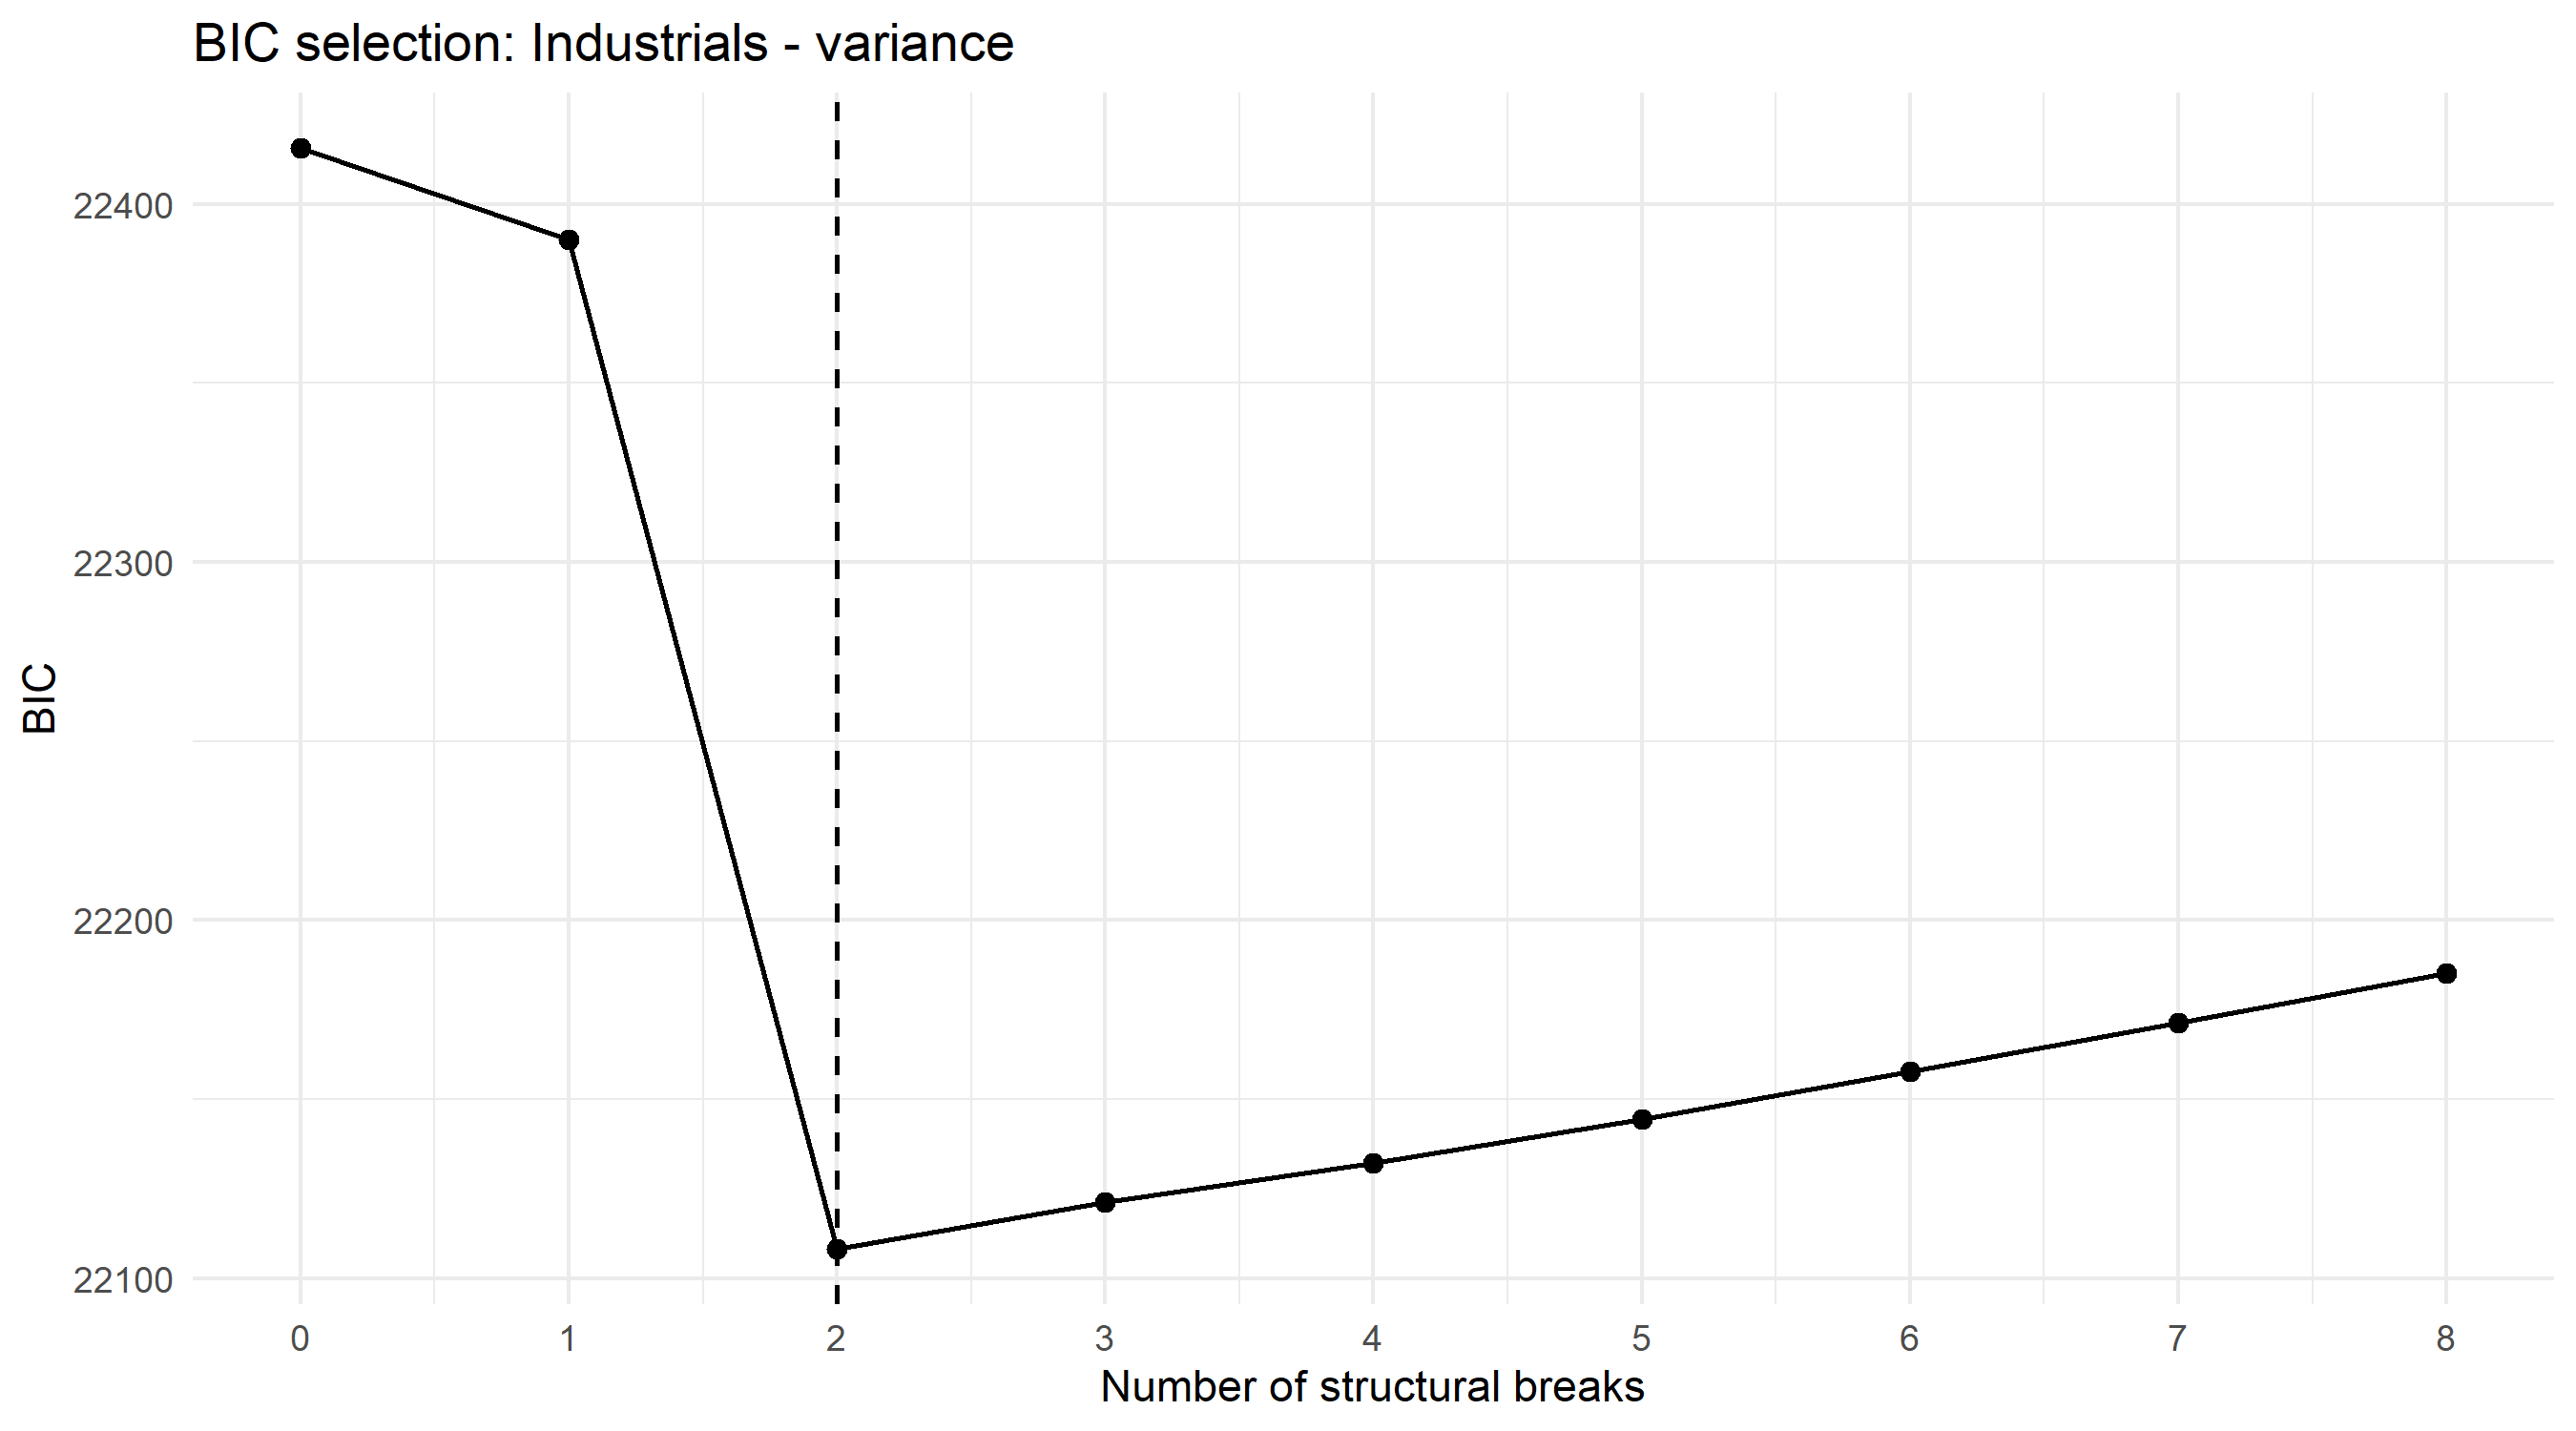 BIC selection: Industrials - variance
BIC
22400
22300
22200
22100
0 1 2 3 4 5 6 7 8
Number of structural breaks